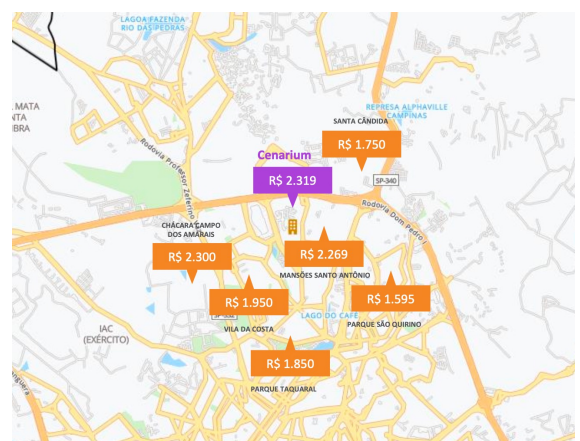 LAGOA FAZENDA
RIO DAS PEDRAS
MATA
REPRESA ALPHAVILLE
CAMPINAS
SANTA CÂNDIDA
R$ 1.750
Rodovia Professor Zeferino
Cenarium
R$ 2.319
SP-340
Rodovia Dom Pedro I
CHÁCARA CAMPO
DOS AMARAIS
R$ 2.300
R$ 2.269
MANSÕES SANTO ANTÔNIO
R$ 1.950
R$ 1.595
LAGO DO CAFÉ
PARQUE SÃO QUIRINO
VILA DA COSTA
IAC
(EXÉRCITO)
R$ 1.850
PARQUE TAQUARAL